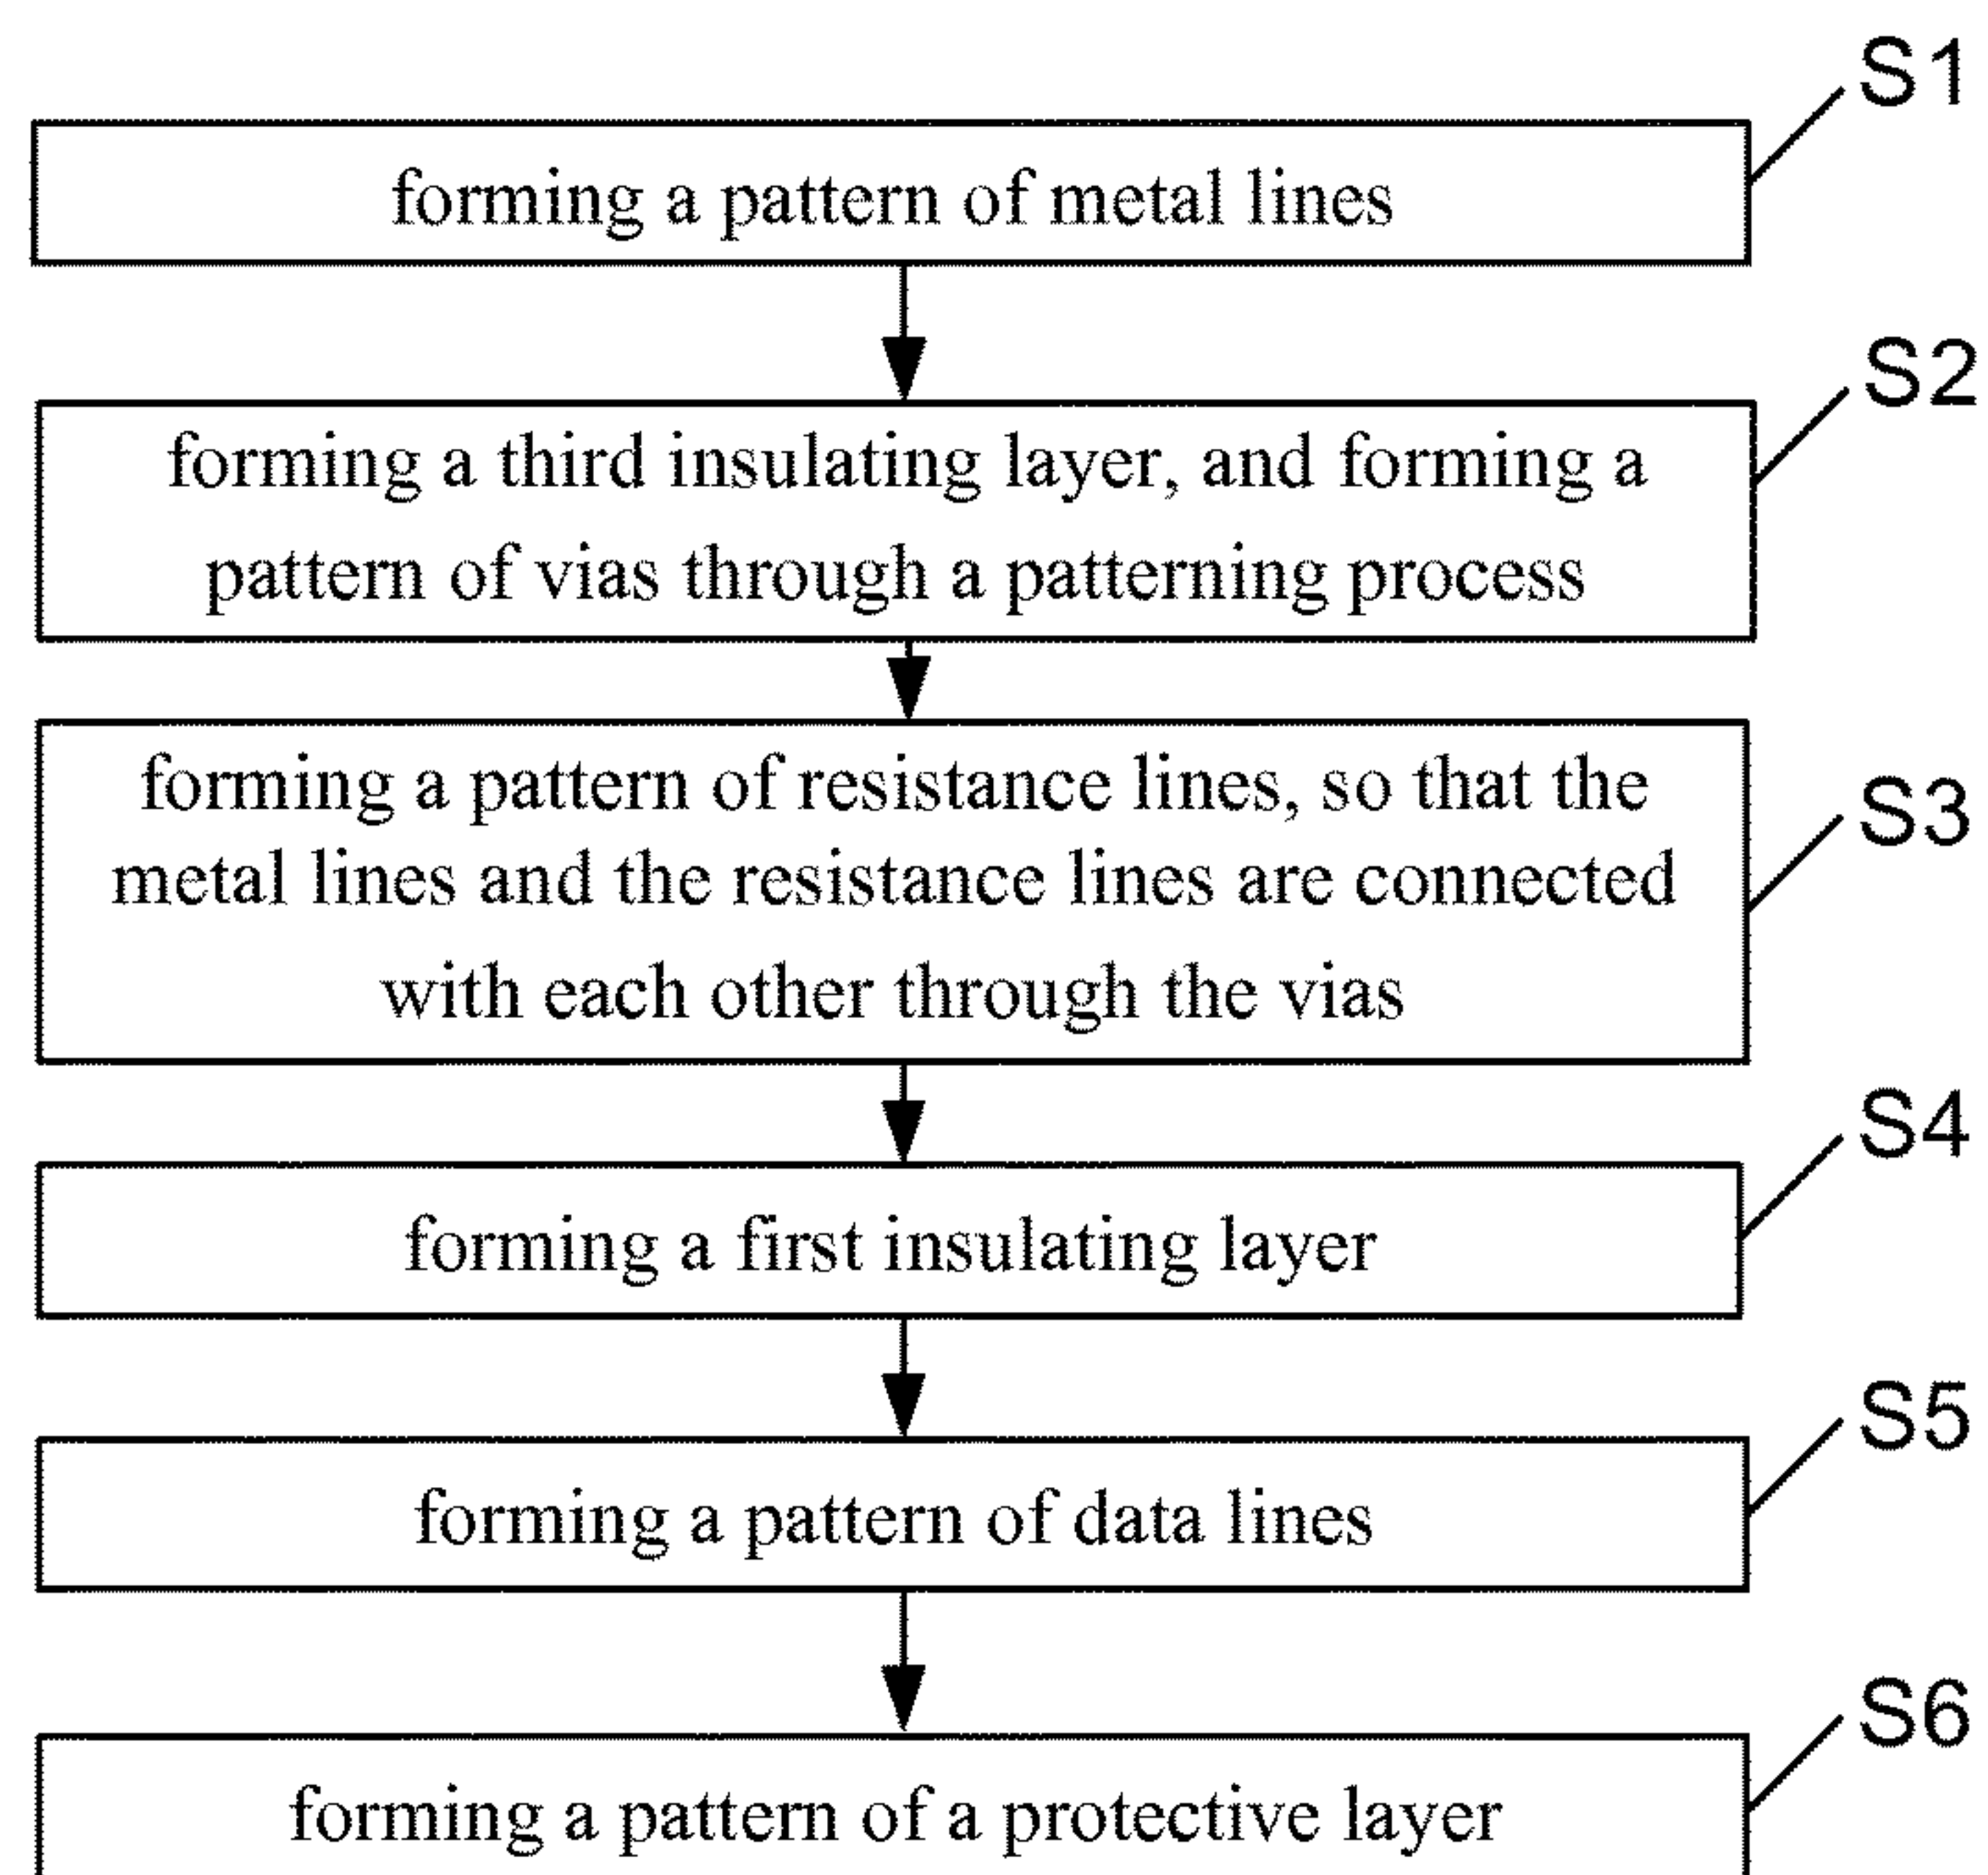 S1
forming a pattern of metal lines
S2
forming a third insulating layer, and forming a
pattern of vias through a patterning process
forming a pattern of resistance lines, so that the
S3
metal lines and the resistance lines are connected
with each other through the vias
S4
forming a first insulating layer
S5
forming a pattern of data lines
S6
forming a pattern of a protective layer